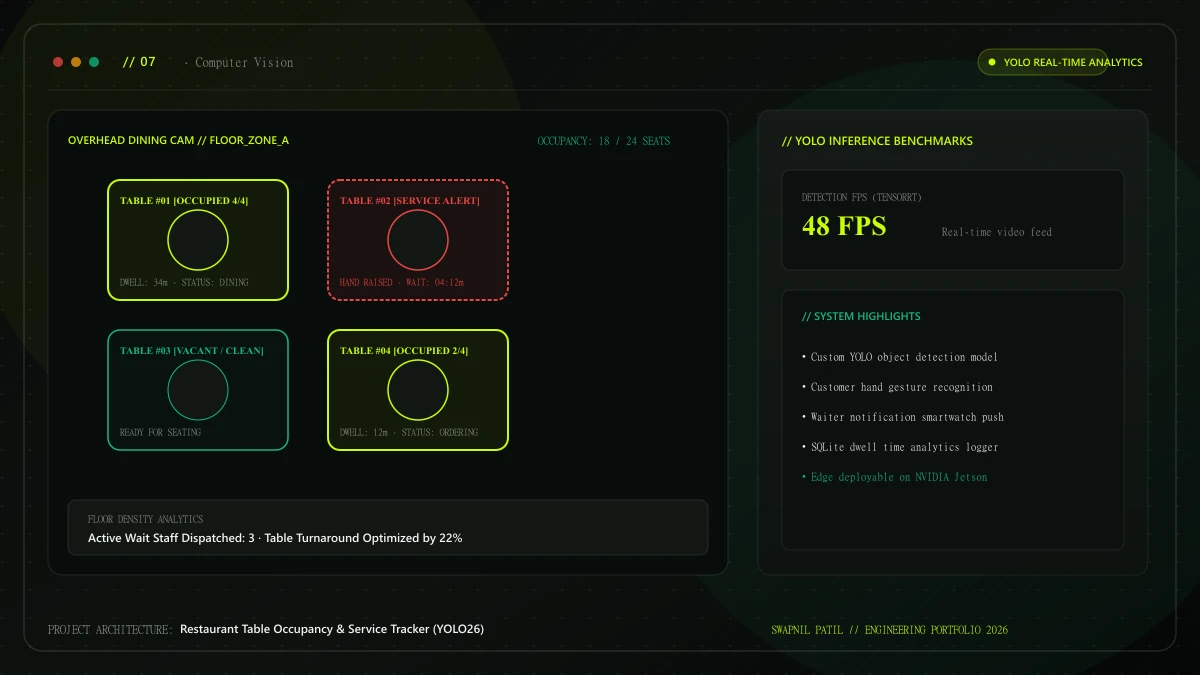 // 07 · Computer Vision
YOLO REAL-TIME ANALYTICS
OVERHEAD DINING CAM // FLOOR_ZONE_A
OCCUPANCY: 18 / 24 SEATS
TABLE #01 [OCCUPIED 4/4]
DWELL: 34m · STATUS: DINING
TABLE #02 [SERVICE ALERT]
HAND RAISED · WAIT: 04:12m
TABLE #03 [VACANT / CLEAN]
READY FOR SEATING
TABLE #04 [OCCUPIED 2/4]
DWELL: 12m · STATUS: ORDERING
FLOOR DENSITY ANALYTICS
Active Wait Staff Dispatched: 3 · Table Turnaround Optimized by 22%
// YOLO INFERENCE BENCHMARKS
DETECTION FPS (TENSORRT)
48 FPS
Real-time video feed
// SYSTEM HIGHLIGHTS
• Custom YOLO object detection model
• Customer hand gesture recognition
• Waiter notification smartwatch push
• SQLite dwell time analytics logger
• Edge deployable on NVIDIA Jetson
PROJECT ARCHITECTURE: Restaurant Table Occupancy & Service Tracker (YOLO26)
SWAPNIL PATIL // ENGINEERING PORTFOLIO 2026